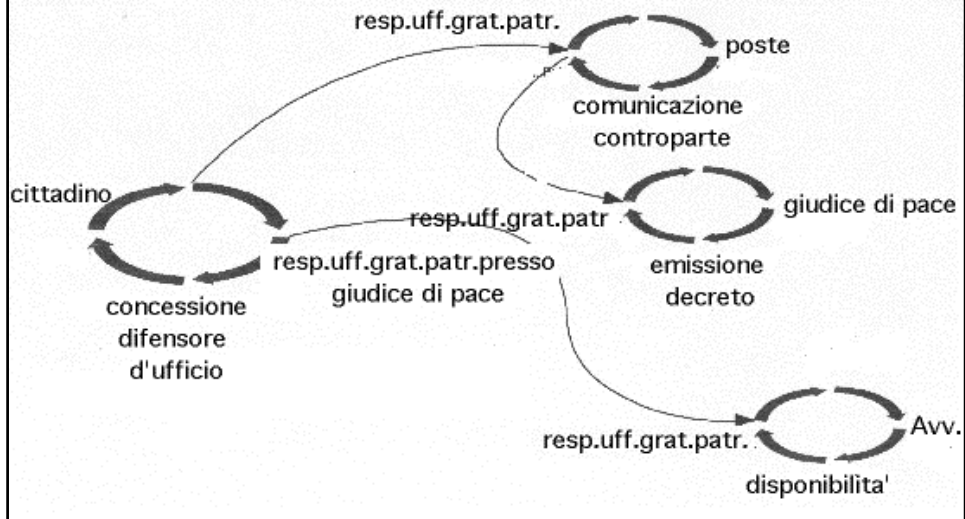 resp.uff.grat.patr.
poste
comunicazione
controparte
cittadino
giudice di pace
resp.uff.grat.patr
resp.uff.grat.patr.presso
giudice di pace
emissione
decreto
concessione
difensore
d'ufficio
Avv.
resp.uff.grat.patr.
disponibilita'